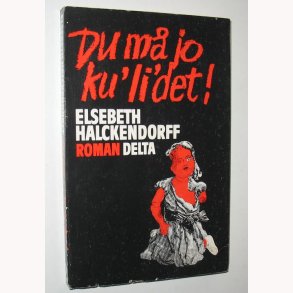 Du må jo
ku' li' det!
ELSEBETH
HALCKENDORFF
ROMAN DELTA